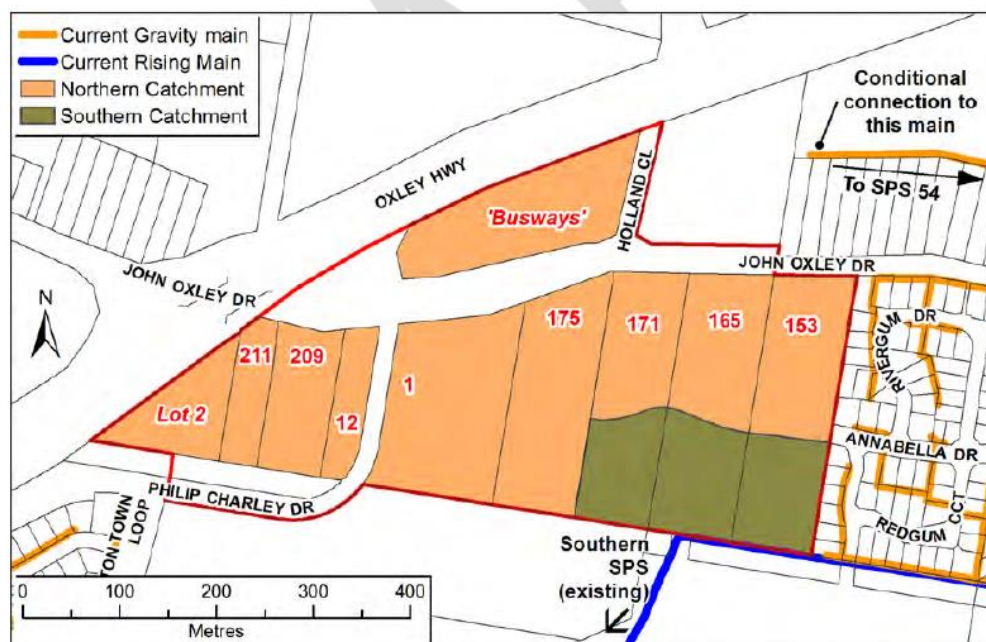 Current Gravity main
Current Rising Main
Northern Catchment
Southern Catchment
Conditional
connection to
this main
To SPS 54
OXLEY HWY
HOLLAND CL
'Busways'
JOHN OXLEY DR
JOHN OXLEY DR
N
RIVERGUM DR
175
171
165
153
211
209
1
12
Lot 2
ANNABELLA DR
PHILIP CHARLEY DR
TON TOWN
LOOP
REDGUM CCT
Southern
SPS
(existing)
0 100 200 300 400
Metres